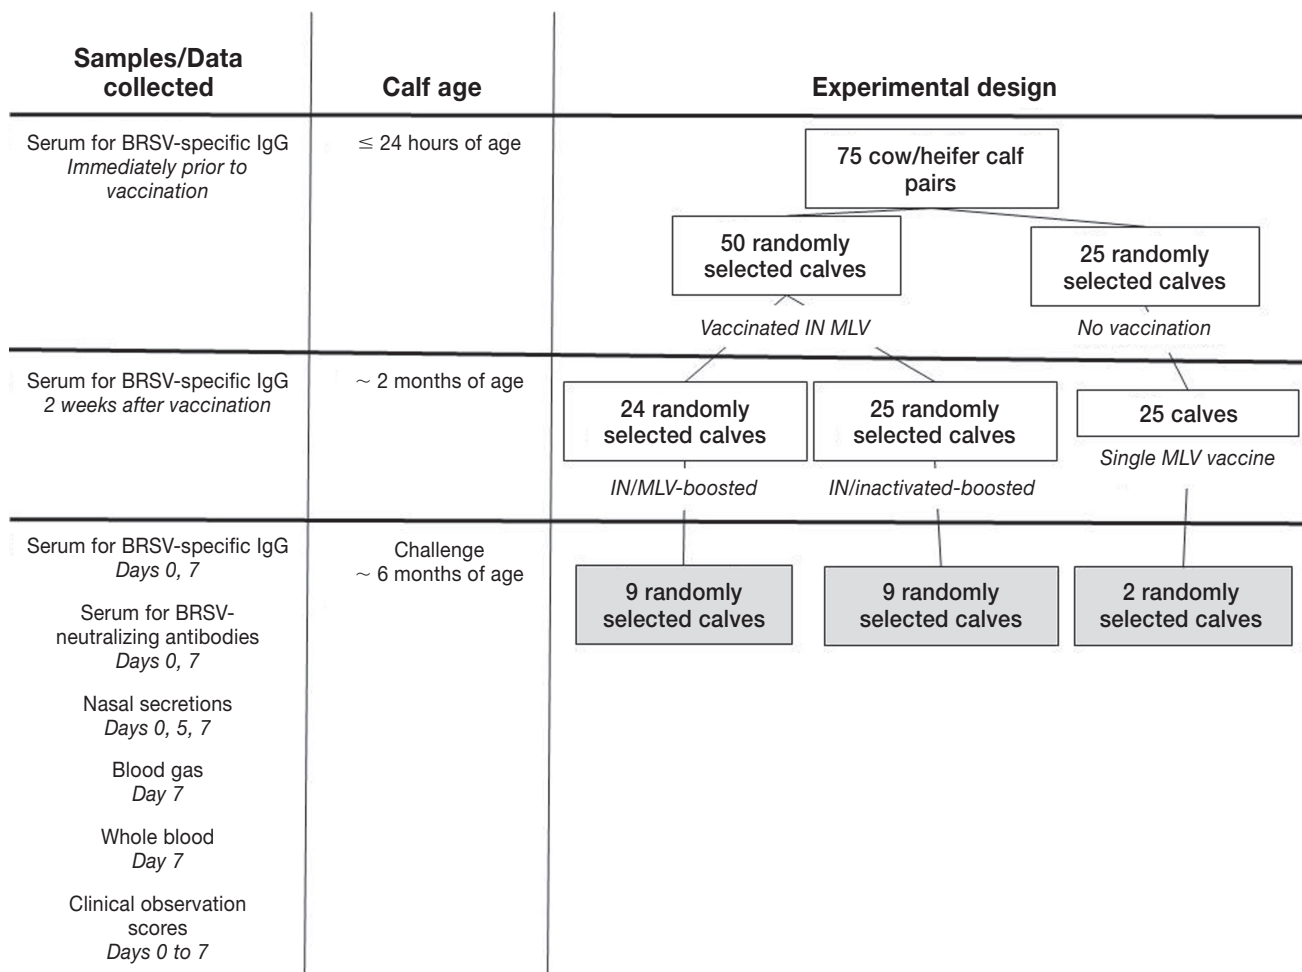 Samples/Data
collected
Calf age
Experimental design
Serum for BRSV-specific IgG
Immediately prior to
vaccination
≤ 24 hours of age
75 cow/heifer calf
pairs
50 randomly
selected calves
25 randomly
selected calves
Vaccinated IN MLV
No vaccination
Serum for BRSV-specific IgG
2 weeks after vaccination
~ 2 months of age
24 randomly
selected calves
25 randomly
selected calves
25 calves
IN/MLV-boosted
IN/inactivated-boosted
Single MLV vaccine
Serum for BRSV-specific IgG
Days 0, 7
Challenge
~ 6 months of age
9 randomly
selected calves
9 randomly
selected calves
2 randomly
selected calves
Serum for BRSV-
neutralizing antibodies
Days 0, 7
Nasal secretions
Days 0, 5, 7
Blood gas
Day 7
Whole blood
Day 7
Clinical observation
scores
Days 0 to 7